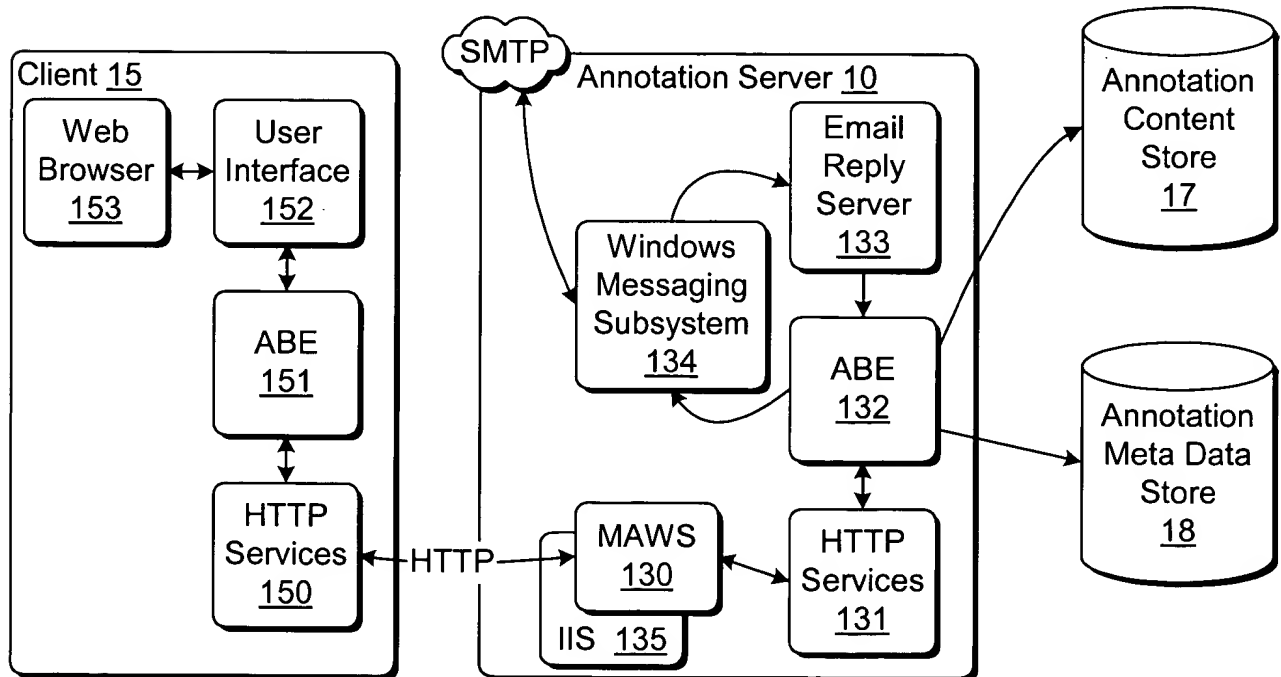 Client 15
Web
Browser
153
User
Interface
152
ABE
151
HTTP
Services
150
HTTP
SMTP
Annotation Server 10
Email
Reply
Server
133
Windows
Messaging
Subsystem
134
ABE
132
MAWS
130
IIS 135
HTTP
Services
131
Annotation
Content
Store
17
Annotation
Meta Data
Store
18